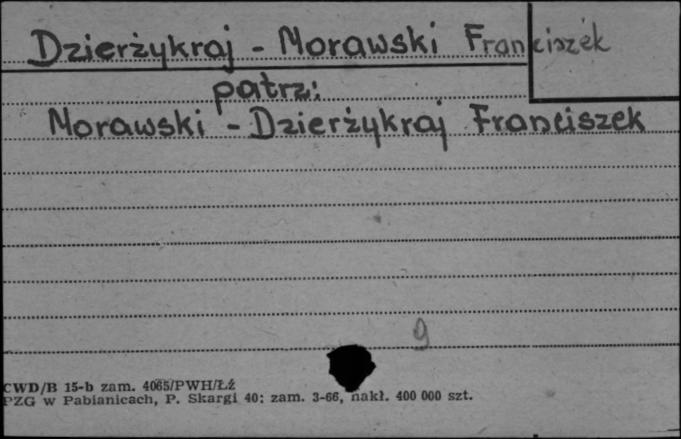 Dzierżykraj - Morawski Franciszek
patrz:
Morawski - Dzierżykraj Franciszek
9
CWD/B 15-b zam. 4065/PWH/Łż
PZG w Pabianicach, P. Skargi 40; zam. 3-66, nakł. 400 000 szt.